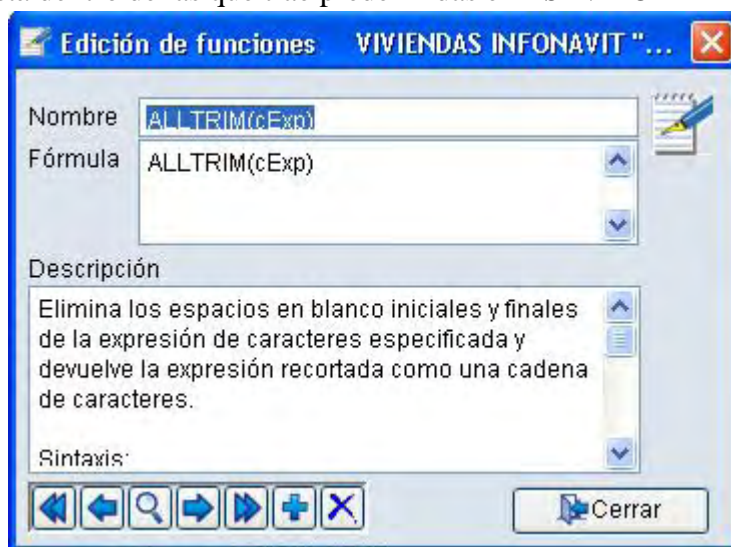 Edición de funciones VIVIENDAS INFONAVIT "...
Nombre ALLTRIM(cExp)
Fórmula ALLTRIM(cExp)
Descripción
Elimina los espacios en blanco iniciales y finales
de la expresión de caracteres especificada y
devuelve la expresión recortada como una cadena
de caracteres.
Sintaxis:
Cerrar